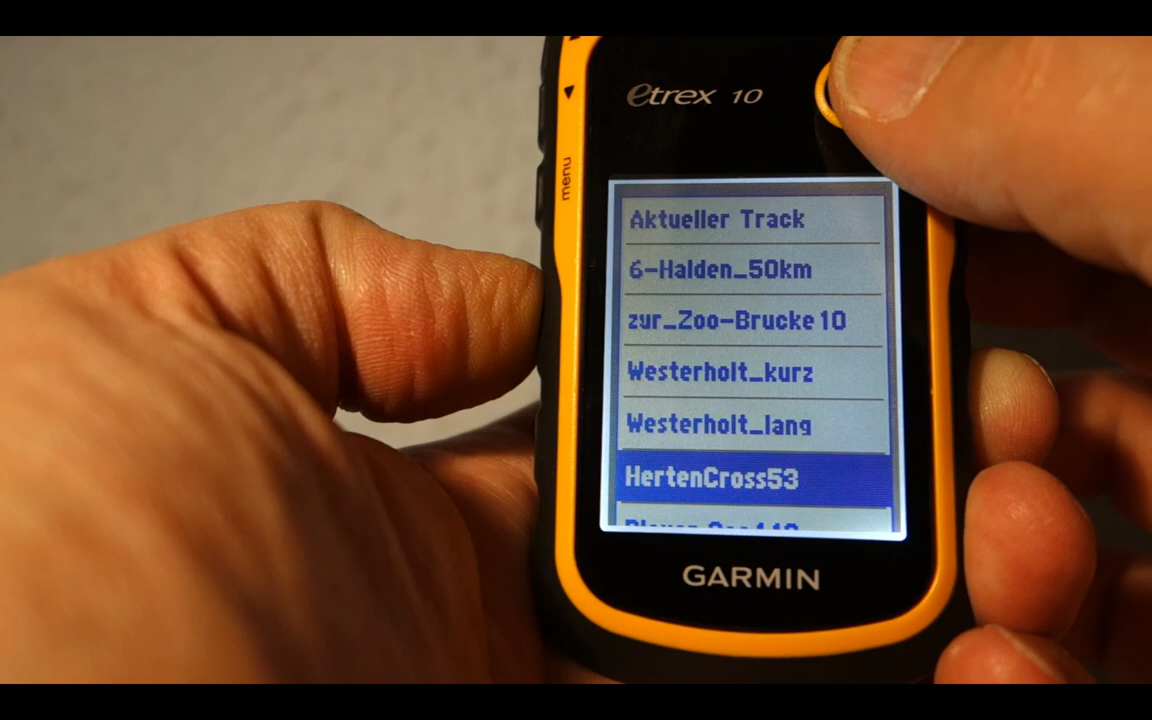 etrex 10
menu
Aktueller Track
6-Halden_50km
zur_Zoo-Brucke10
Westerholt_kurz
Westerholt_lang
HertenCross53
GARMIN